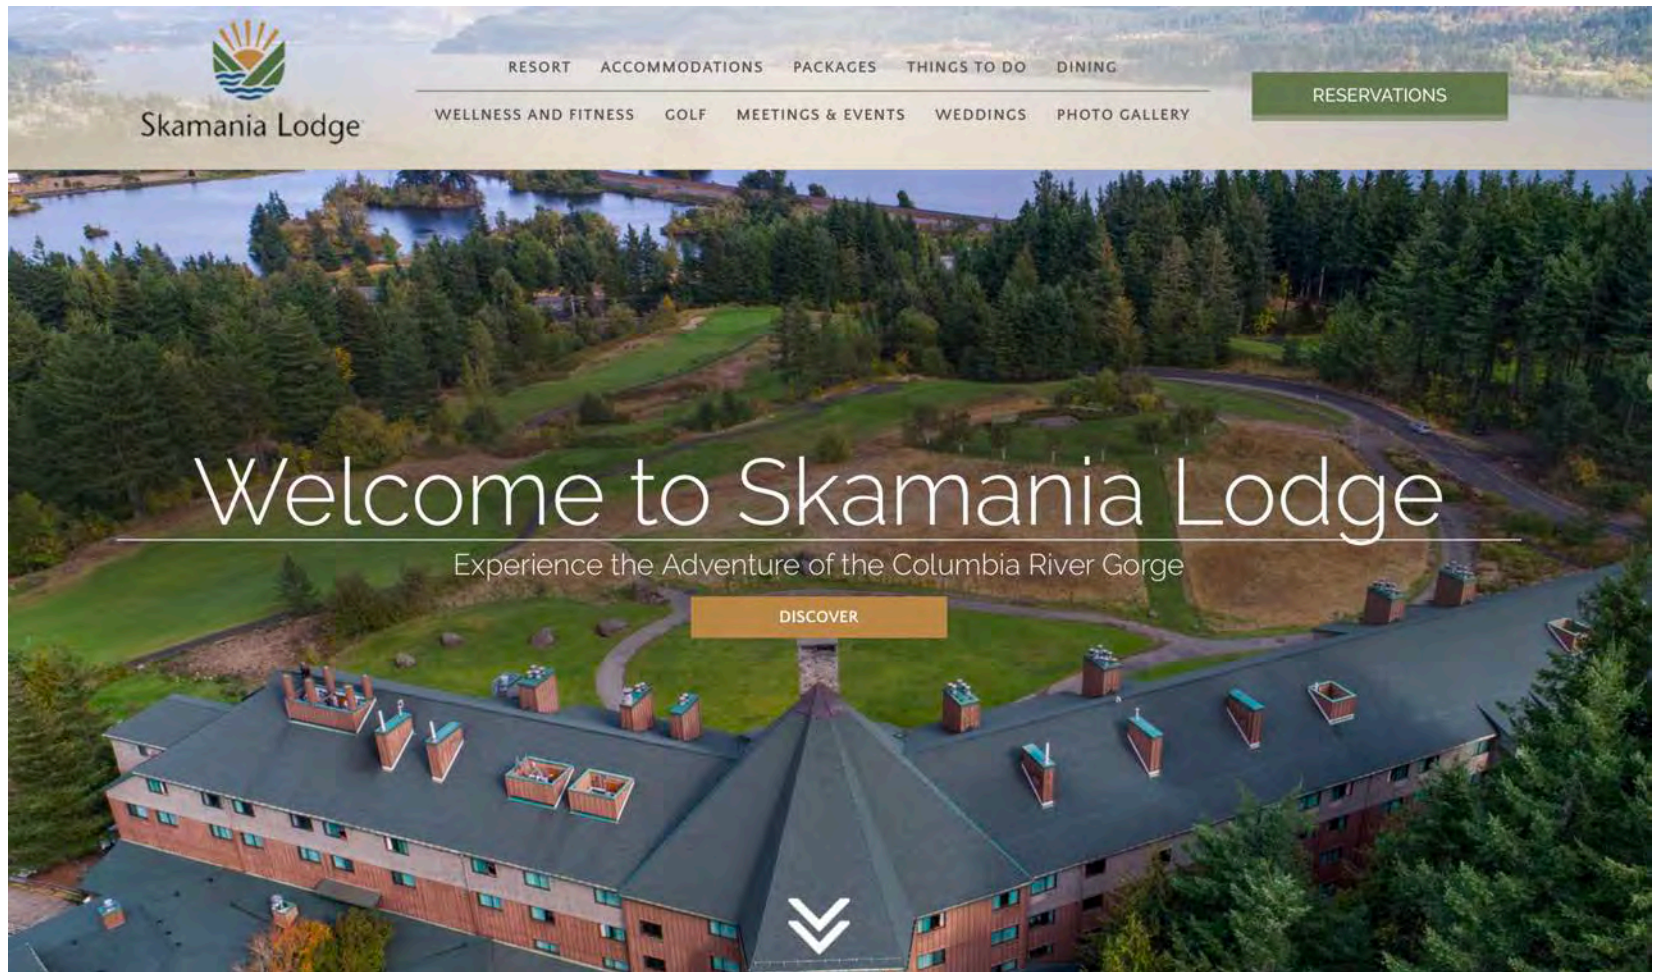 Skamania Lodge
RESORT ACCOMMODATIONS PACKAGES THINGS TO DO DINING
WELLNESS AND FITNESS GOLF MEETINGS & EVENTS WEDDINGS PHOTO GALLERY
RESERVATIONS
Welcome to Skamania Lodge
Experience the Adventure of the Columbia River Gorge
DISCOVER